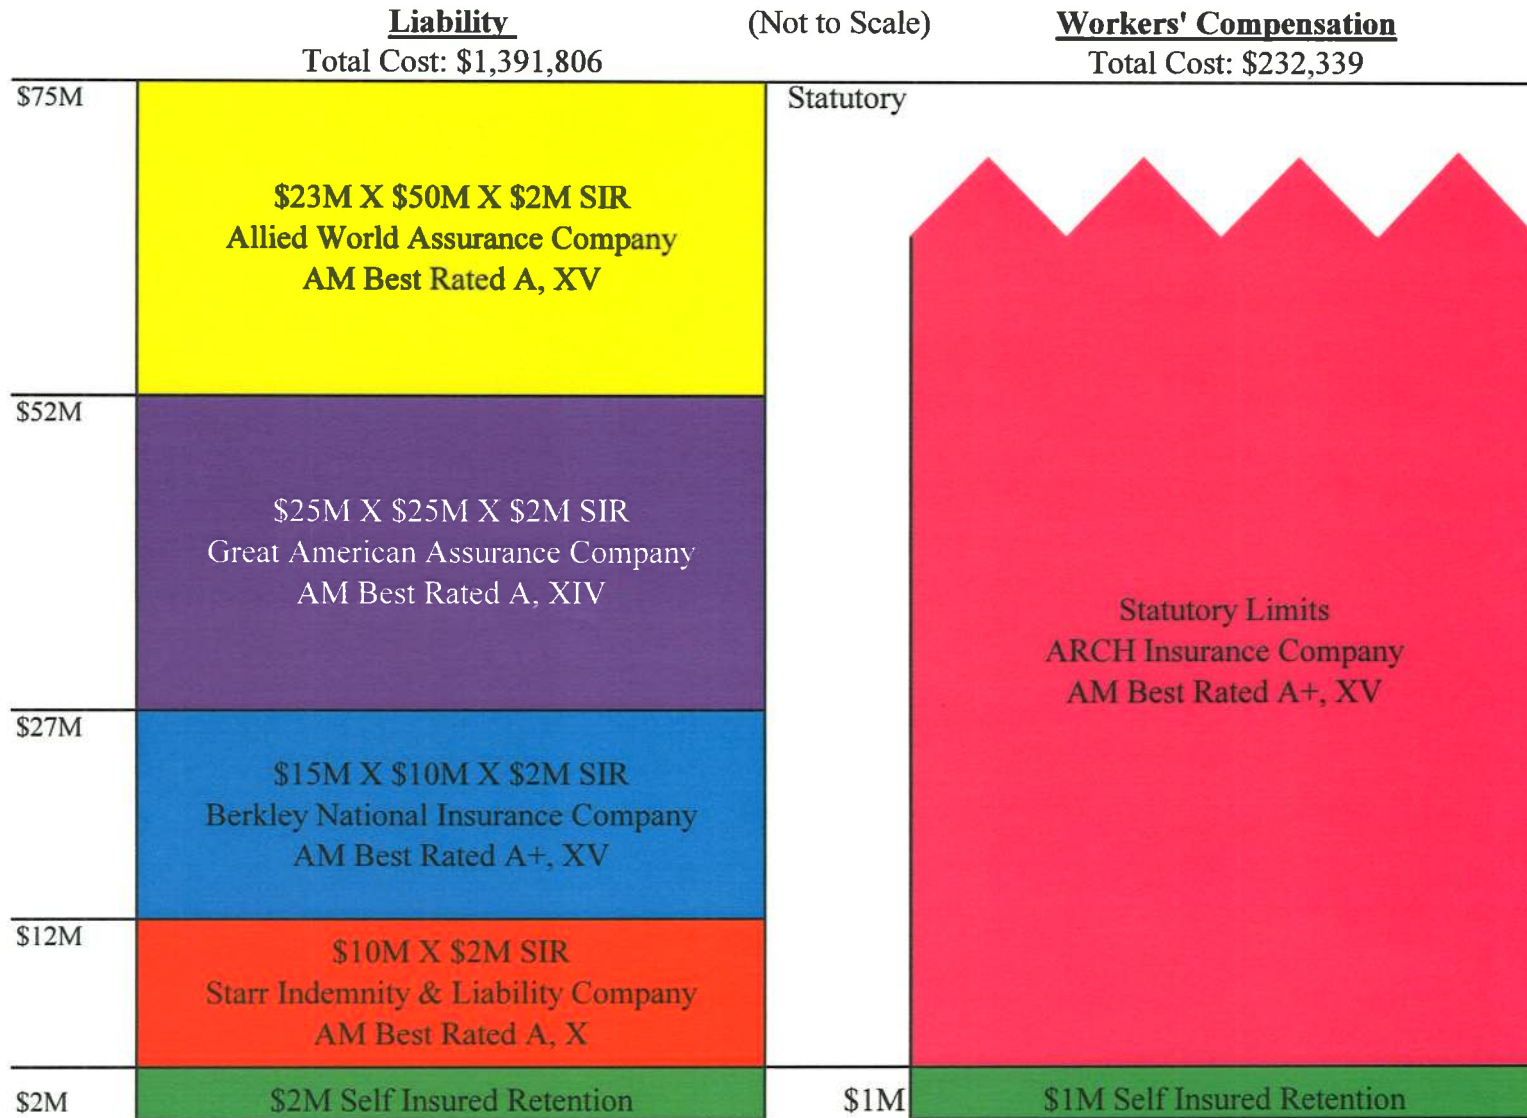 Liability
(Not to Scale)
Workers' Compensation
Total Cost: $1,391,806
Total Cost: $232,339
$75M
Statutory
$23M X $50M X $2M SIR
Allied World Assurance Company
AM Best Rated A, XV
$52M
$25M X $25M X $2M SIR
Great American Assurance Company
AM Best Rated A, XIV
Statutory Limits
ARCH Insurance Company
AM Best Rated A+, XV
$27M
$15M X $10M X $2M SIR
Berkley National Insurance Company
AM Best Rated A+, XV
$12M
$10M X $2M SIR
Starr Indemnity & Liability Company
AM Best Rated A, X
$2M
$2M Self Insured Retention
$1M
$1M Self Insured Retention